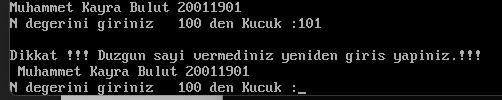 Muhammet Kayra Bulut 20011901
N degerini giriniz   100 den Kucuk :101

Dikkat !!! Duzgun sayi vermediniz yeniden giris yapiniz.!!!
 Muhammet Kayra Bulut 20011901
N degerini giriniz   100 den Kucuk :_